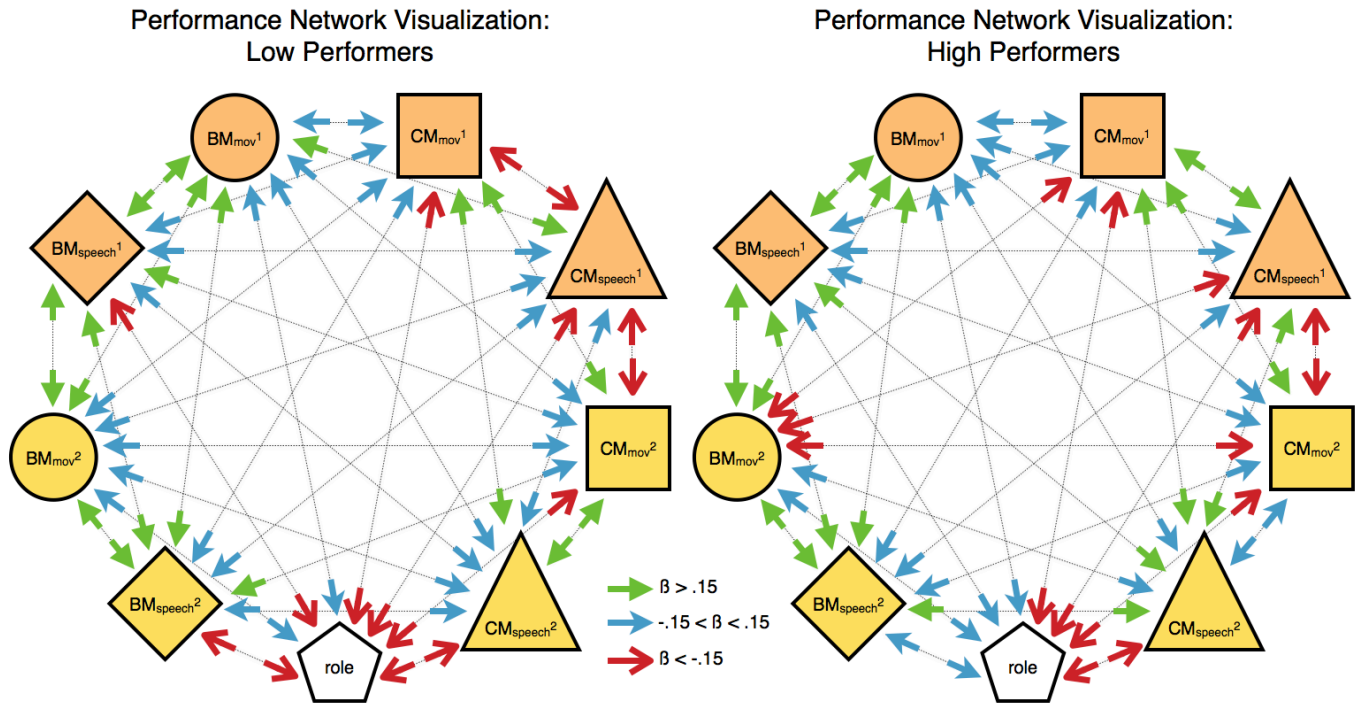 Performance Network Visualization:
Low Performers
BMmov¹
CMmov¹
BMspeech¹
CMspeech¹
BMmov²
CMmov²
BMspeech²
CMspeech²
role
ß > .15
-.15 < ß < .15
ß < -.15
Performance Network Visualization:
High Performers
BMmov¹
CMmov¹
BMspeech¹
CMspeech¹
BMmov²
CMmov²
BMspeech²
CMspeech²
role